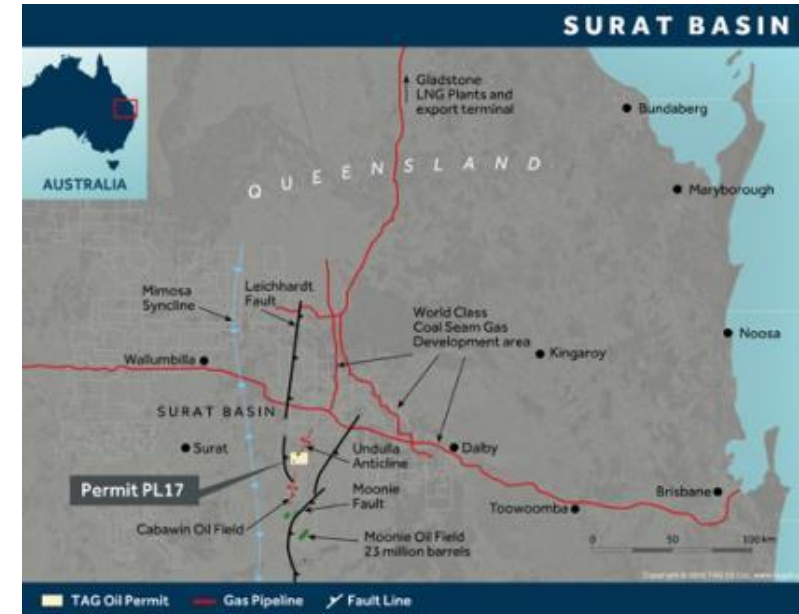 SURAT BASIN
AUSTRALIA
Gladstone
LNG Plants and
export terminal
Bundaberg
QUEENSLAND
Maryborough
Mimosa
Syncline
Leichhardt
Fault
World Class
Coal Seam Gas
Development area
Noosa
Kingaroy
Wallumbilla
SURAT BASIN
Surat
Undulla
Anticline
Dalby
Permit PL17
Moonie
Fault
Brisbane
Toowoomba
Cabawin Oil Field
Moonie Oil Field
23 million barrels
0 50 100 km
TAG Oil Permit Gas Pipeline Fault Line